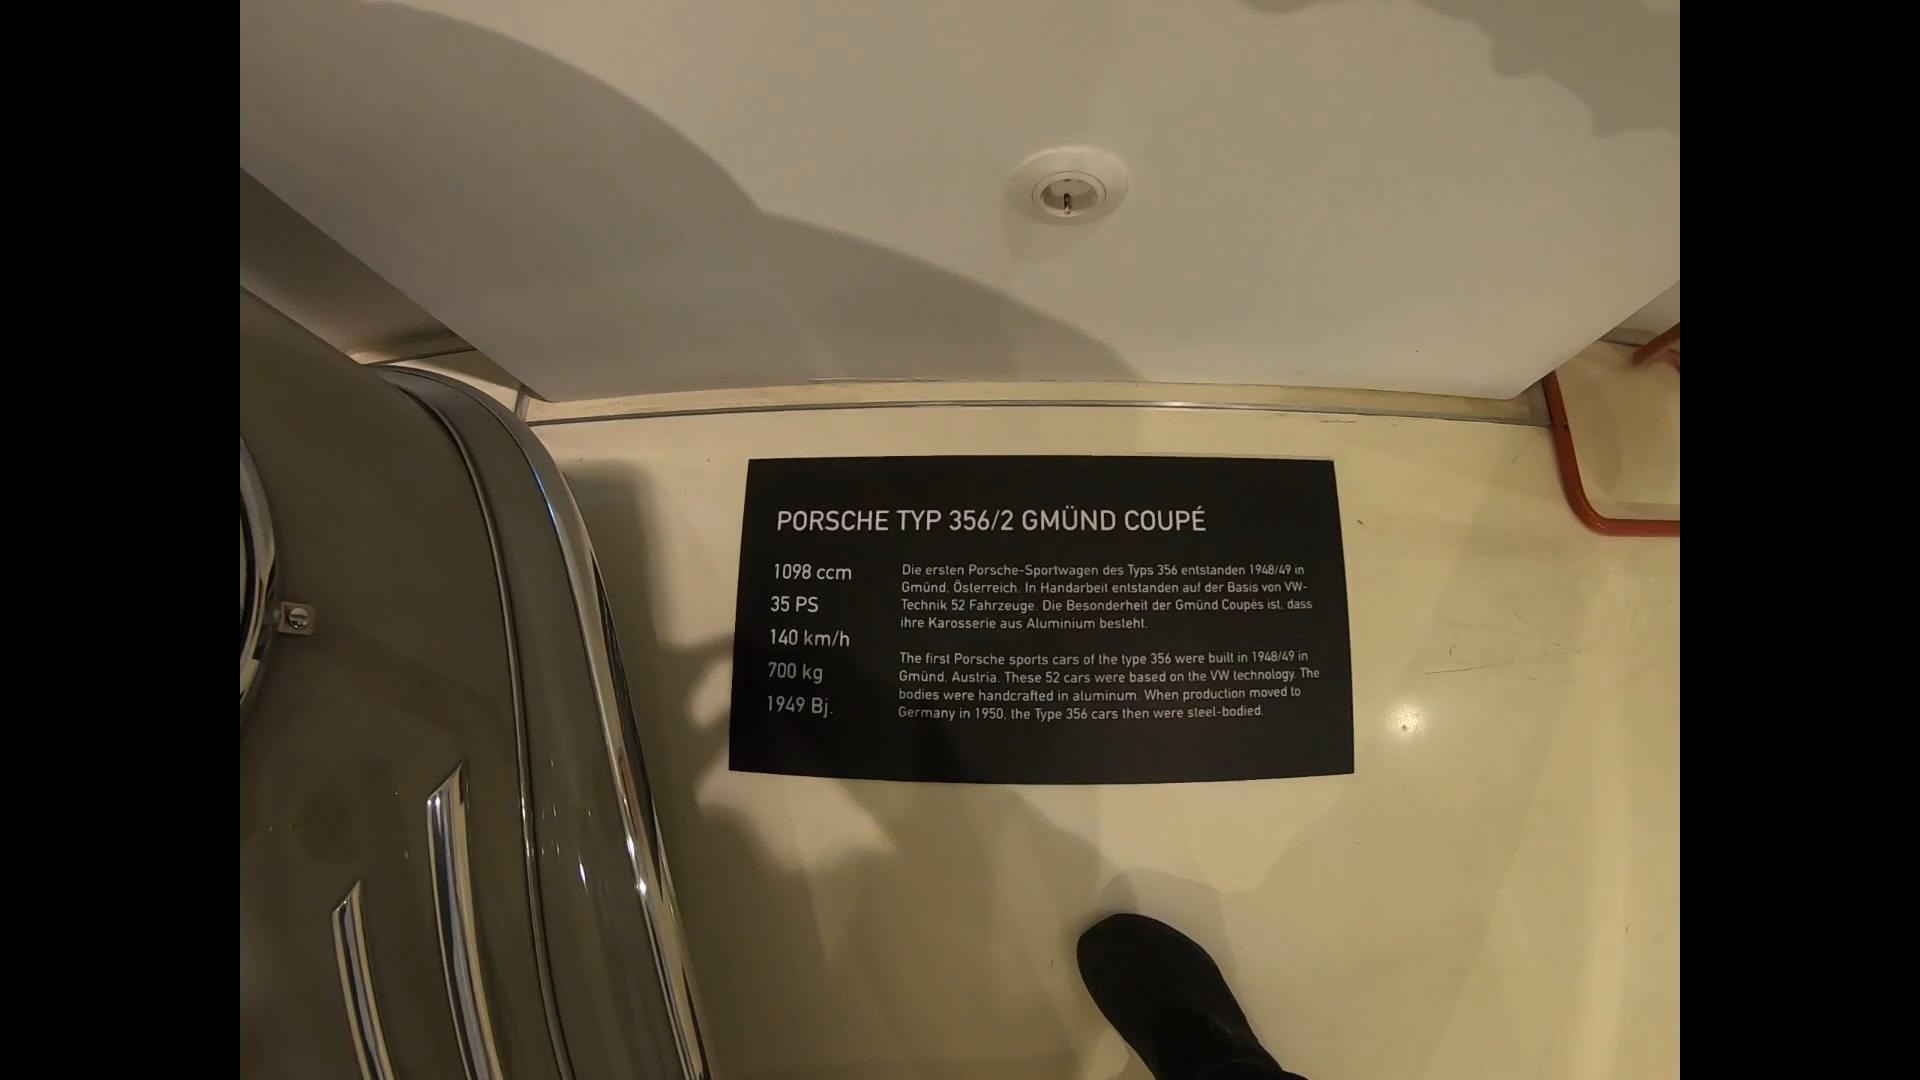 PORSCHE TYP 356/2 GMÜND COUPÉ
1098 ccm
35 PS
140 km/h
700 kg
1949 Bj.
Die ersten Porsche-Sportwagen des Typs 356 entstanden 1948/49 in
Gmünd, Österreich. In Handarbeit entstanden auf der Basis von VW-
Technik 52 Fahrzeuge. Die Besonderheit der Gmünd Coupés ist, dass
ihre Karosserie aus Aluminium besteht.
The first Porsche sports cars of the type 356 were built in 1948/49 in
Gmünd, Austria. These 52 cars were based on the VW technology. The
bodies were handcrafted in aluminum. When production moved to
Germany in 1950, the Type 356 cars then were steel-bodied.